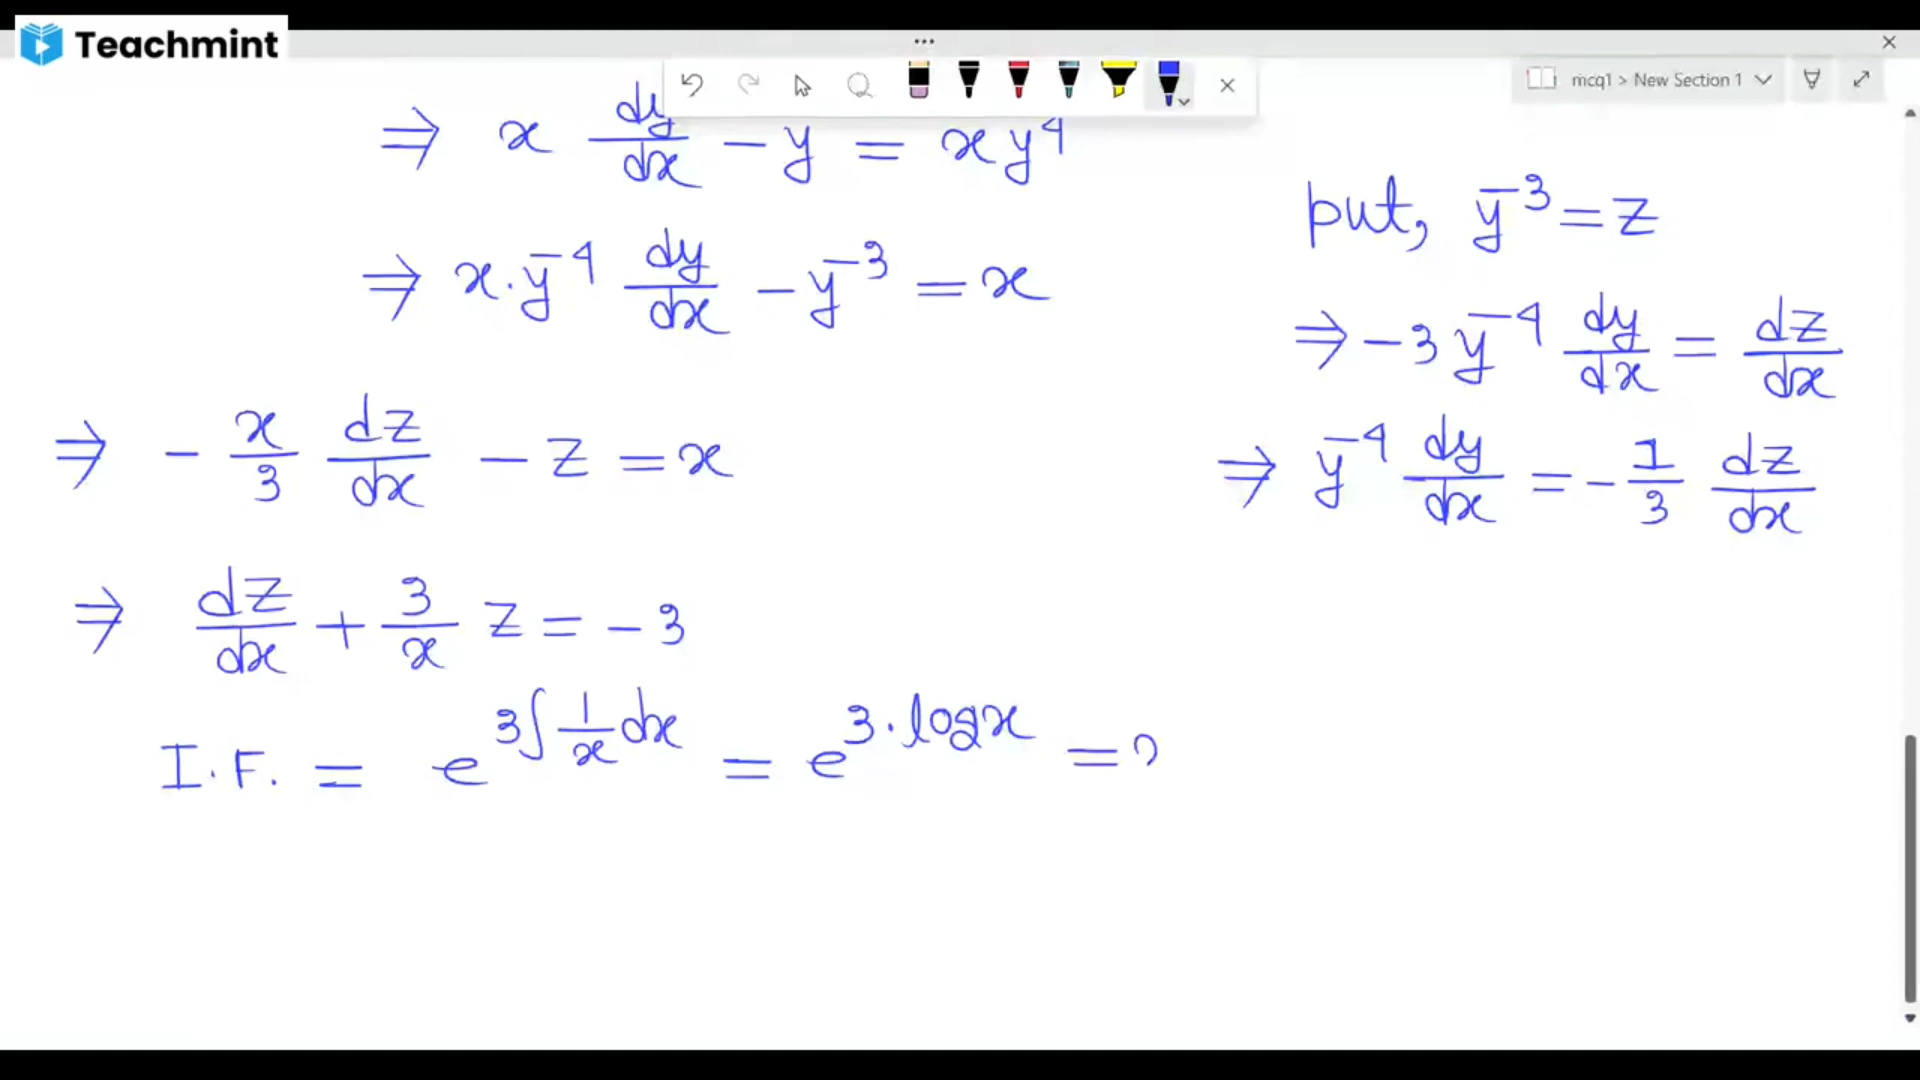 Teachmint
mcq1 > New Section 1
⇒ x dy/dx - y = xy⁴
⇒ x·y⁻⁴ dy/dx - y⁻³ = x
⇒ - x/3 dz/dx - z = x
⇒ dz/dx + 3/x z = -3
I.F. = e^(3∫1/x dx) = e^(3·logx) =
put, y⁻³ = z
⇒ -3y⁻⁴ dy/dx = dz/dx
⇒ y⁻⁴ dy/dx = - 1/3 dz/dx